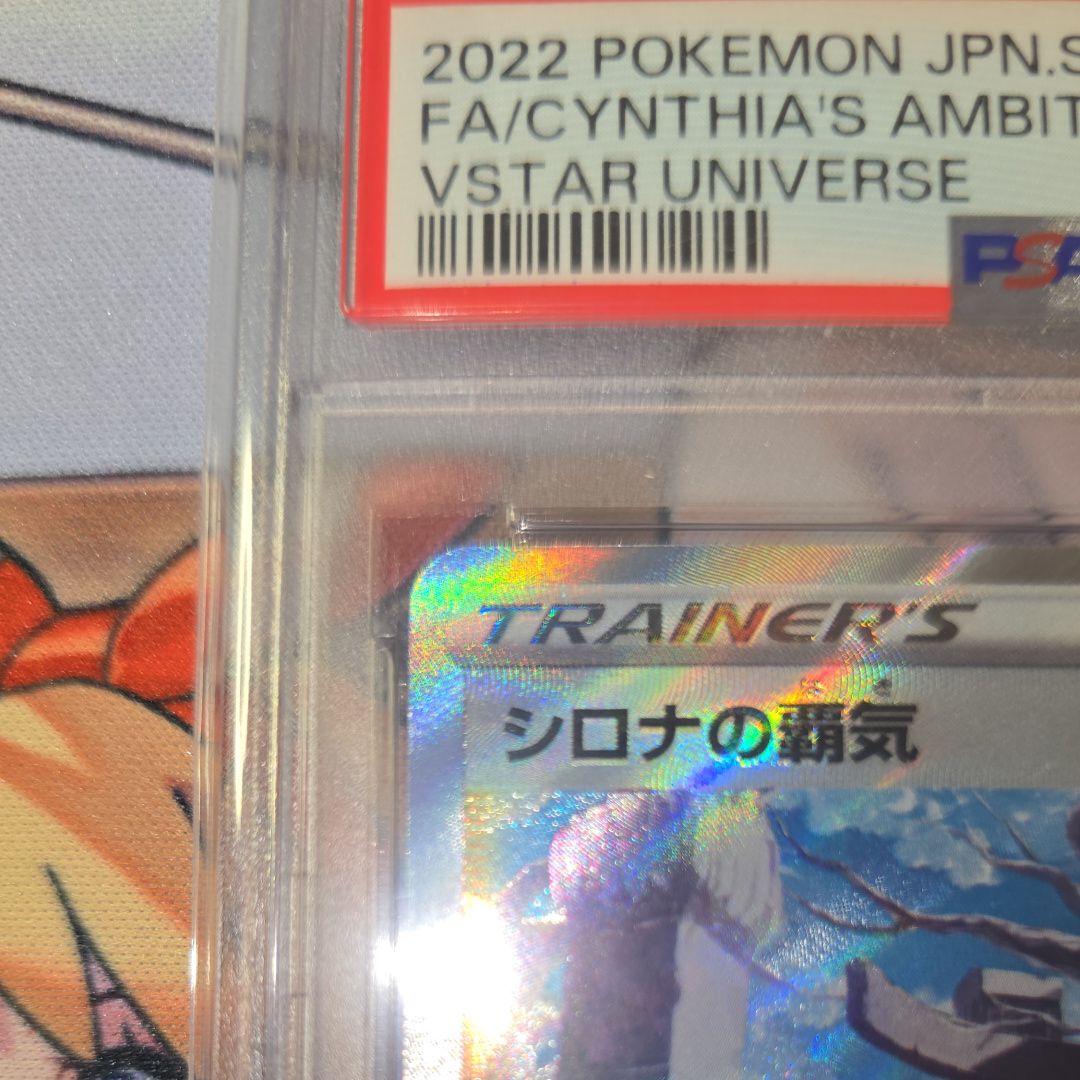 2022 POKEMON JPN.S
FA/CYNTHIA'S AMBIT
VSTAR UNIVERSE
PSA
TRAINER'S
シロナの覇気